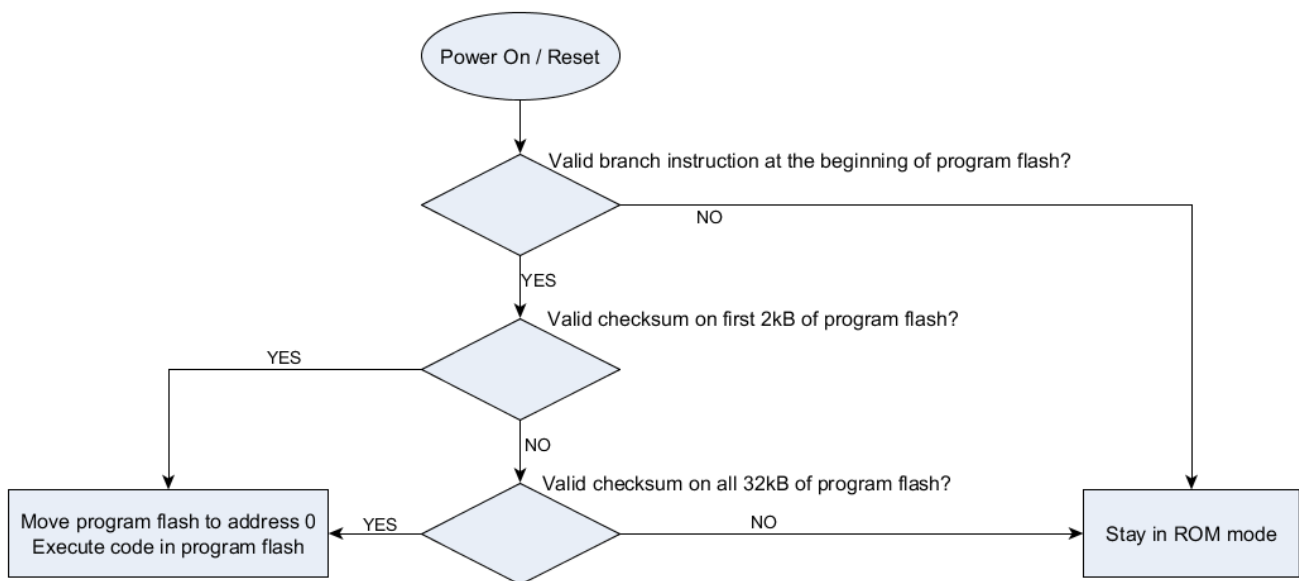 Power On / Reset
Valid branch instruction at the beginning of program flash?
NO
YES
Valid checksum on first 2kB of program flash?
YES
NO
Valid checksum on all 32kB of program flash?
Move program flash to address 0
Execute code in program flash
YES
NO
Stay in ROM mode